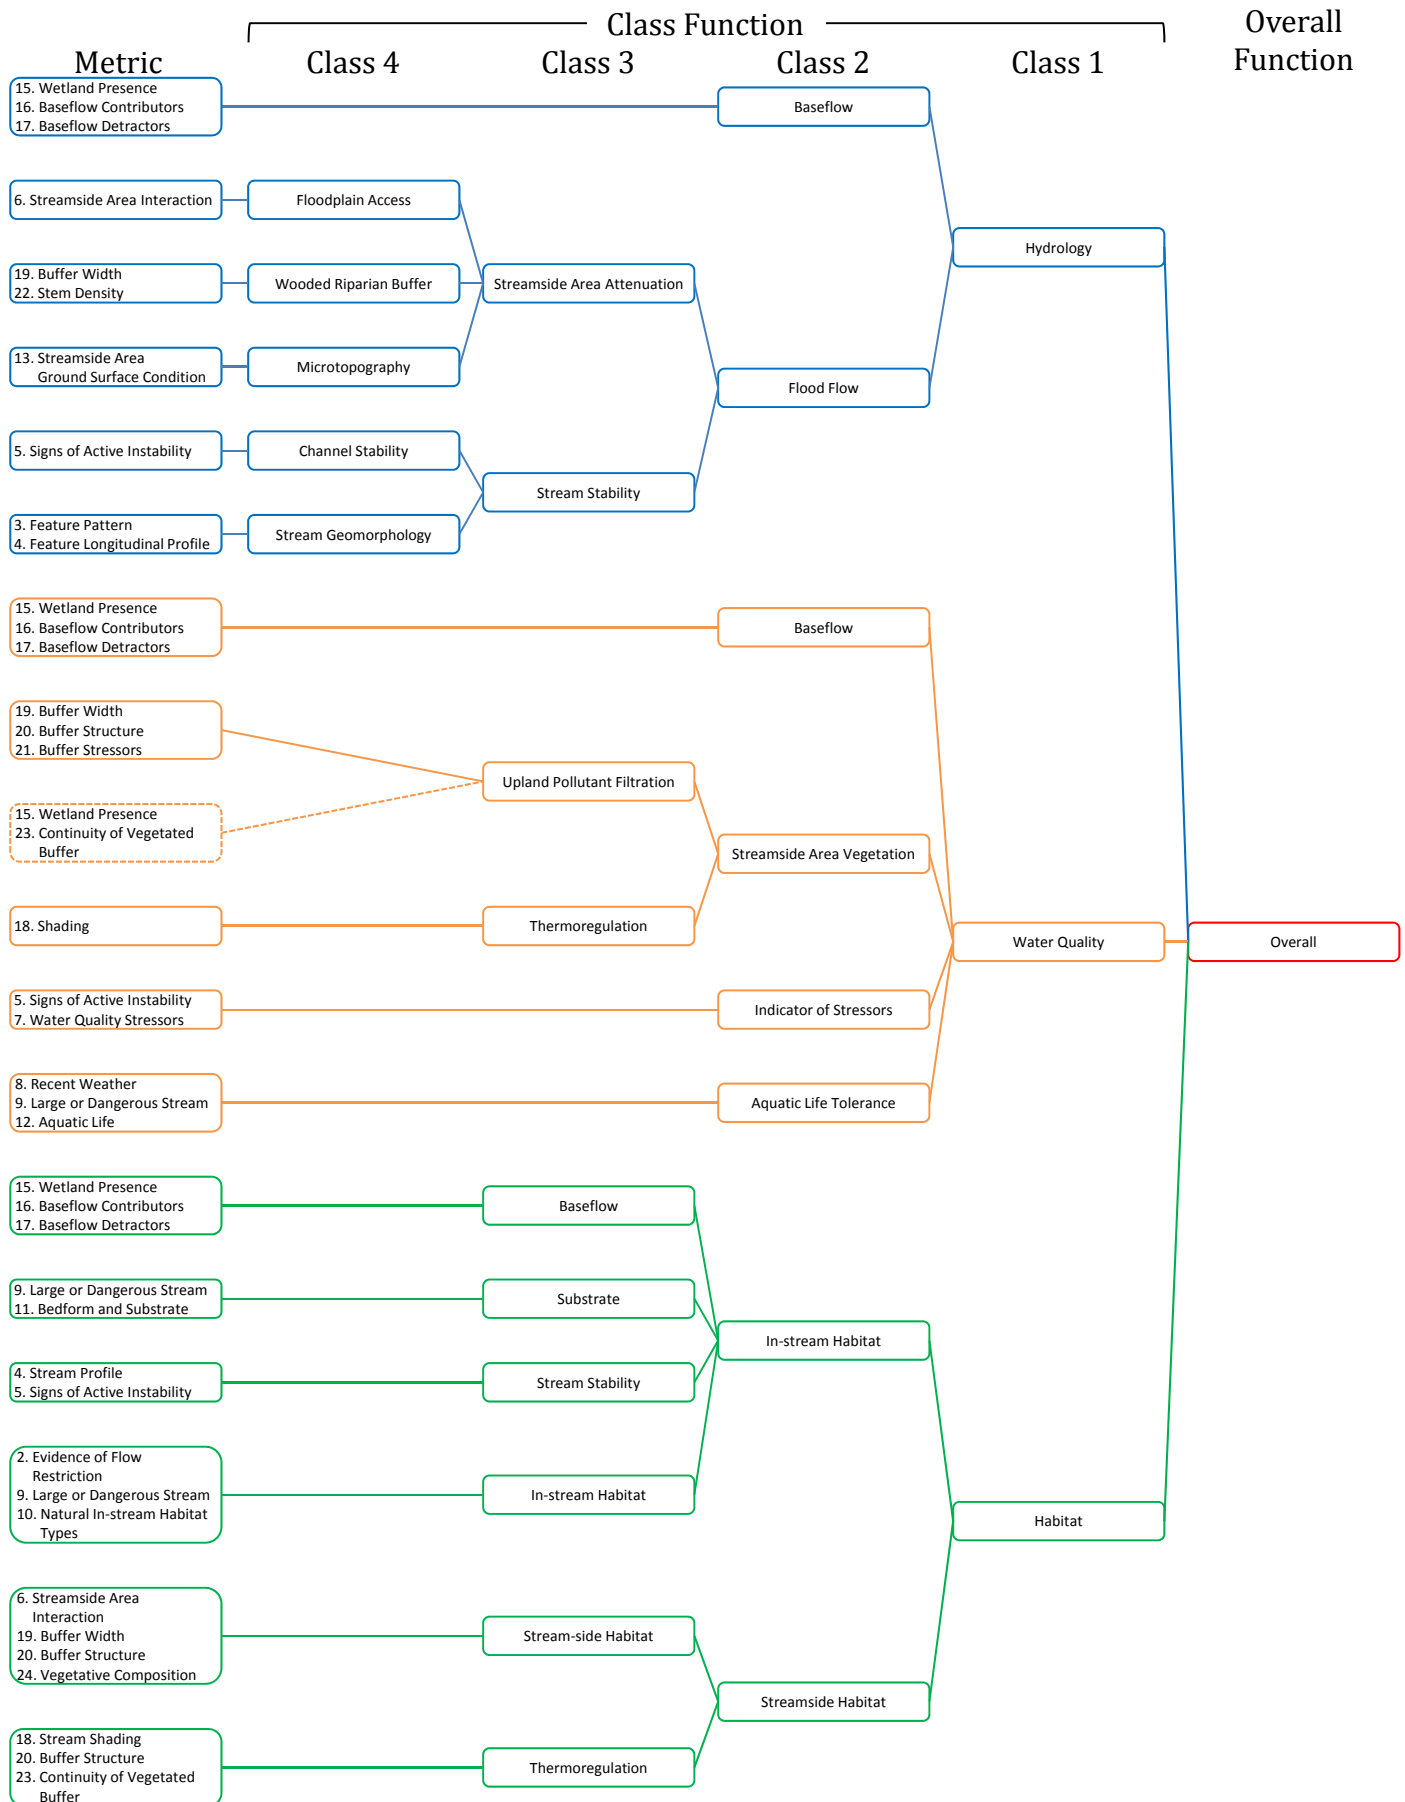 Class Function
Overall
Function
Metric
Class 4
Class 3
Class 2
Class 1
15. Wetland Presence
16. Baseflow Contributors
17. Baseflow Detractors
Baseflow
6. Streamside Area Interaction
Floodplain Access
Hydrology
19. Buffer Width
22. Stem Density
Wooded Riparian Buffer
Streamside Area Attenuation
13. Streamside Area
Ground Surface Condition
Microtopography
Flood Flow
5. Signs of Active Instability
Channel Stability
Stream Stability
3. Feature Pattern
4. Feature Longitudinal Profile
Stream Geomorphology
15. Wetland Presence
16. Baseflow Contributors
17. Baseflow Detractors
Baseflow
19. Buffer Width
20. Buffer Structure
21. Buffer Stressors
Upland Pollutant Filtration
15. Wetland Presence
23. Continuity of Vegetated
Buffer
Streamside Area Vegetation
18. Shading
Thermoregulation
Water Quality
Overall
5. Signs of Active Instability
7. Water Quality Stressors
Indicator of Stressors
8. Recent Weather
9. Large or Dangerous Stream
12. Aquatic Life
Aquatic Life Tolerance
15. Wetland Presence
16. Baseflow Contributors
17. Baseflow Detractors
Baseflow
9. Large or Dangerous Stream
11. Bedform and Substrate
Substrate
In-stream Habitat
4. Stream Profile
5. Signs of Active Instability
Stream Stability
2. Evidence of Flow
Restriction
9. Large or Dangerous Stream
10. Natural In-stream Habitat
Types
In-stream Habitat
Habitat
6. Streamside Area
Interaction
19. Buffer Width
20. Buffer Structure
24. Vegetative Composition
Stream-side Habitat
Streamside Habitat
18. Stream Shading
20. Buffer Structure
23. Continuity of Vegetated
Buffer
Thermoregulation